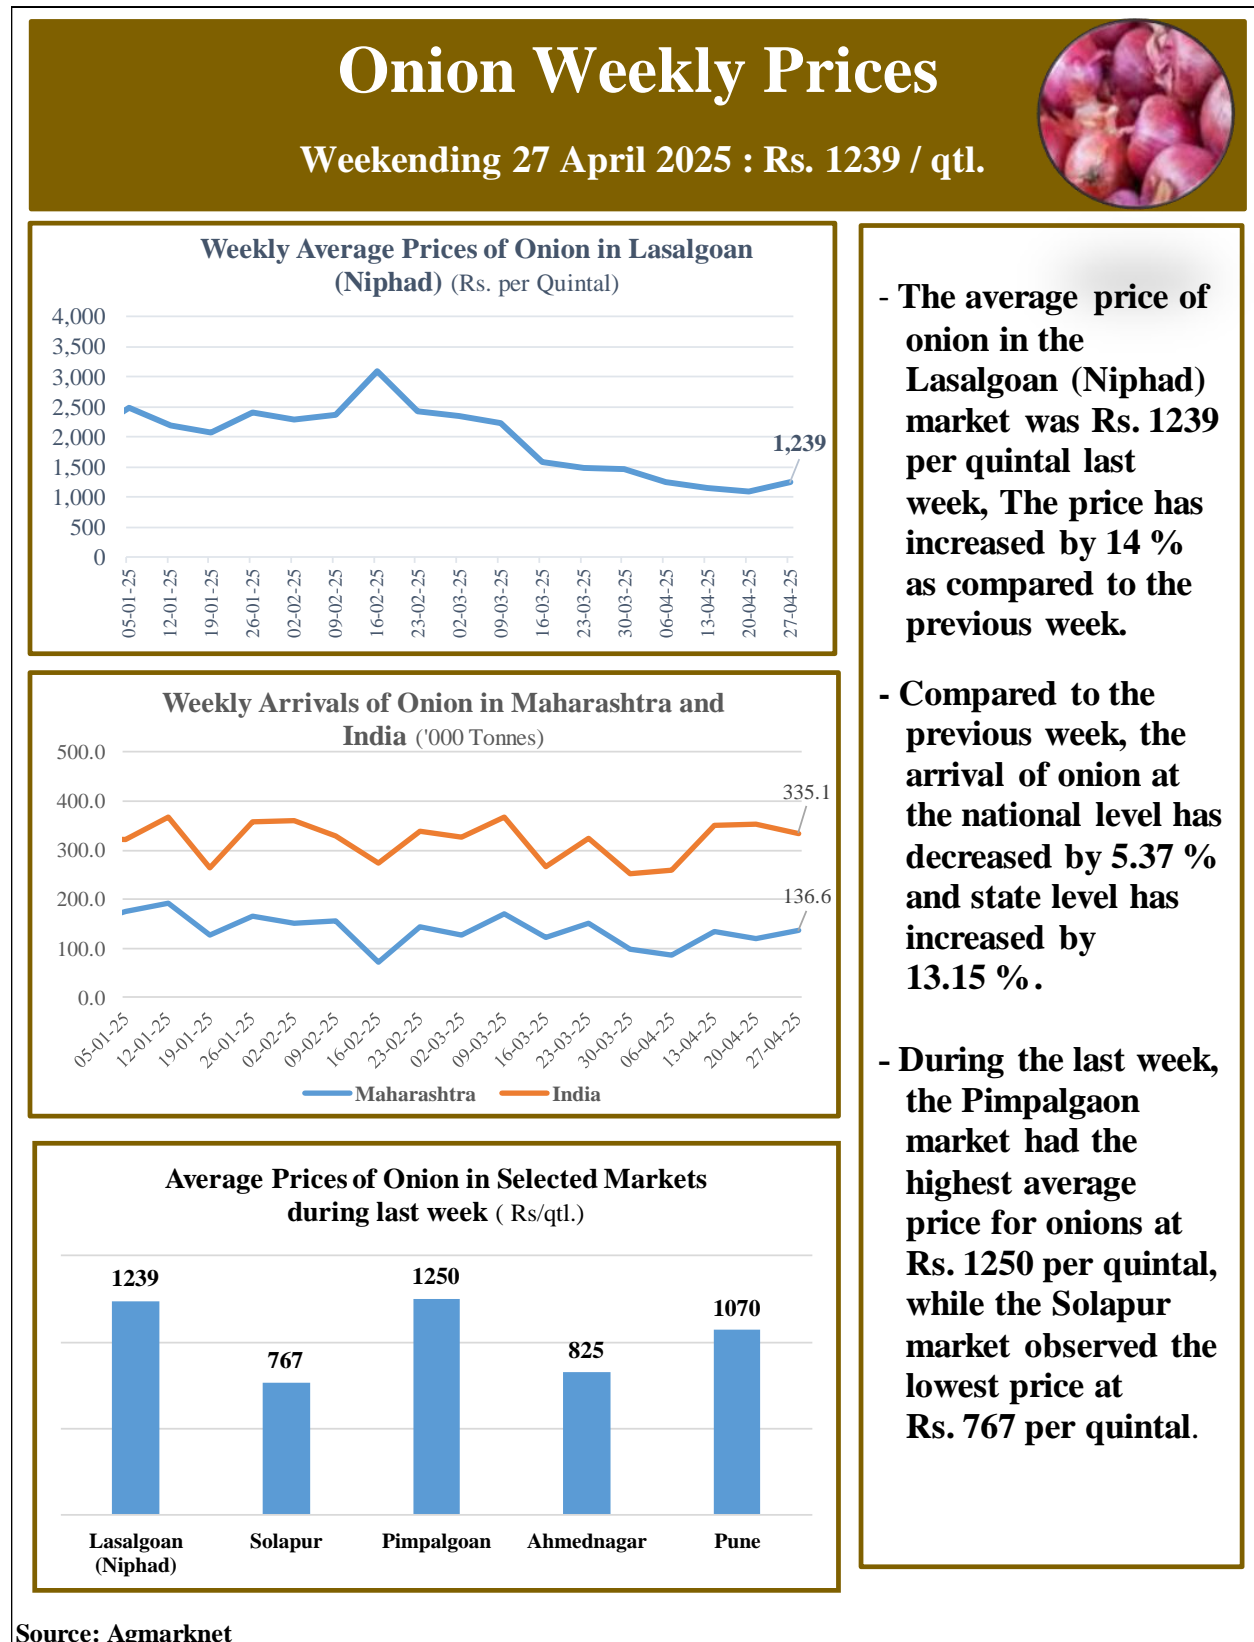 Onion Weekly Prices
Weekending 27 April 2025 : Rs. 1239 / qtl.
Weekly Average Prices of Onion in Lasalgoan
(Niphad) (Rs. per Quintal)
4,000
3,500
3,000
2,500
2,000
1,500
1,000
500
0
1,239
05-01-25
12-01-25
19-01-25
26-01-25
02-02-25
09-02-25
16-02-25
23-02-25
02-03-25
09-03-25
16-03-25
23-03-25
30-03-25
06-04-25
13-04-25
20-04-25
27-04-25
Weekly Arrivals of Onion in Maharashtra and
India ('000 Tonnes)
500.0
400.0
300.0
200.0
100.0
0.0
335.1
136.6
05-01-25
12-01-25
19-01-25
26-01-25
02-02-25
09-02-25
16-02-25
23-02-25
02-03-25
09-03-25
16-03-25
23-03-25
30-03-25
06-04-25
13-04-25
20-04-25
27-04-25
Maharashtra India
Average Prices of Onion in Selected Markets
during last week ( Rs/qtl.)
1239
767
1250
825
1070
Lasalgoan
(Niphad)
Solapur
Pimpalgoan
Ahmednagar
Pune
- The average price of
onion in the
Lasalgoan (Niphad)
market was Rs. 1239
per quintal last
week, The price has
increased by 14 %
as compared to the
previous week.
- Compared to the
previous week, the
arrival of onion at
the national level has
decreased by 5.37 %
and state level has
increased by
13.15 %.
- During the last week,
the Pimpalgaon
market had the
highest average
price for onions at
Rs. 1250 per quintal,
while the Solapur
market observed the
lowest price at
Rs. 767 per quintal.
Source: Agmarknet